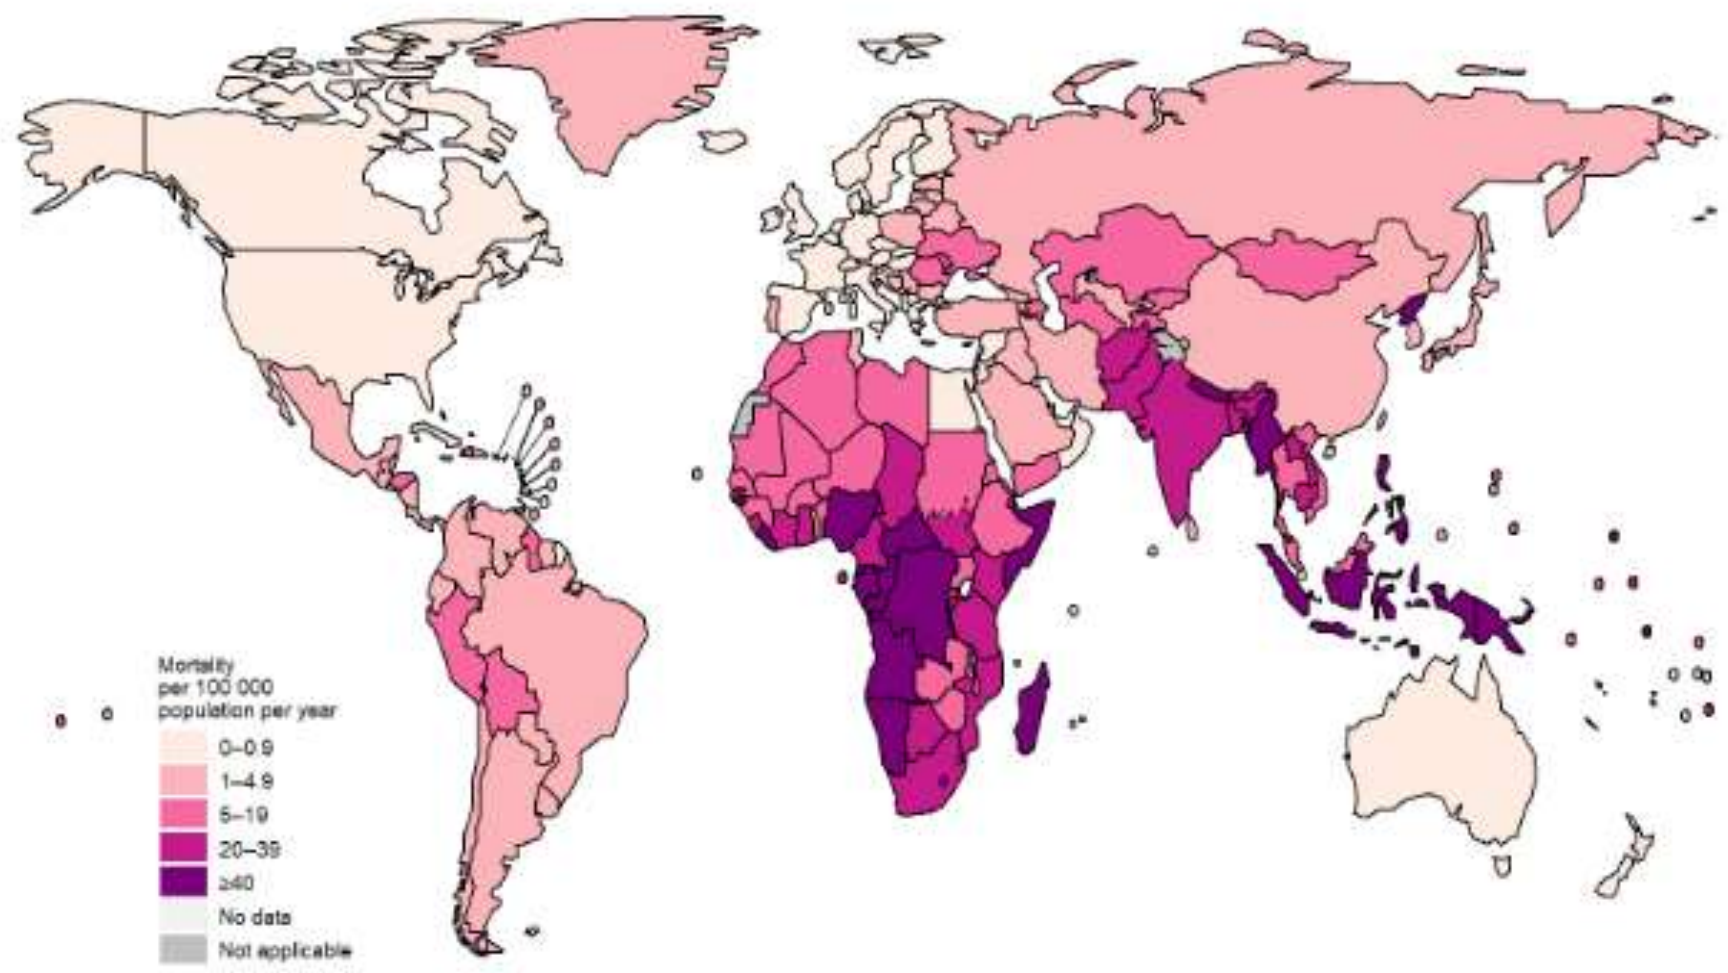 Mortality
per 100 000
population per year
0–0.9
1–4.9
5–19
20–39
≥40
No data
Not applicable